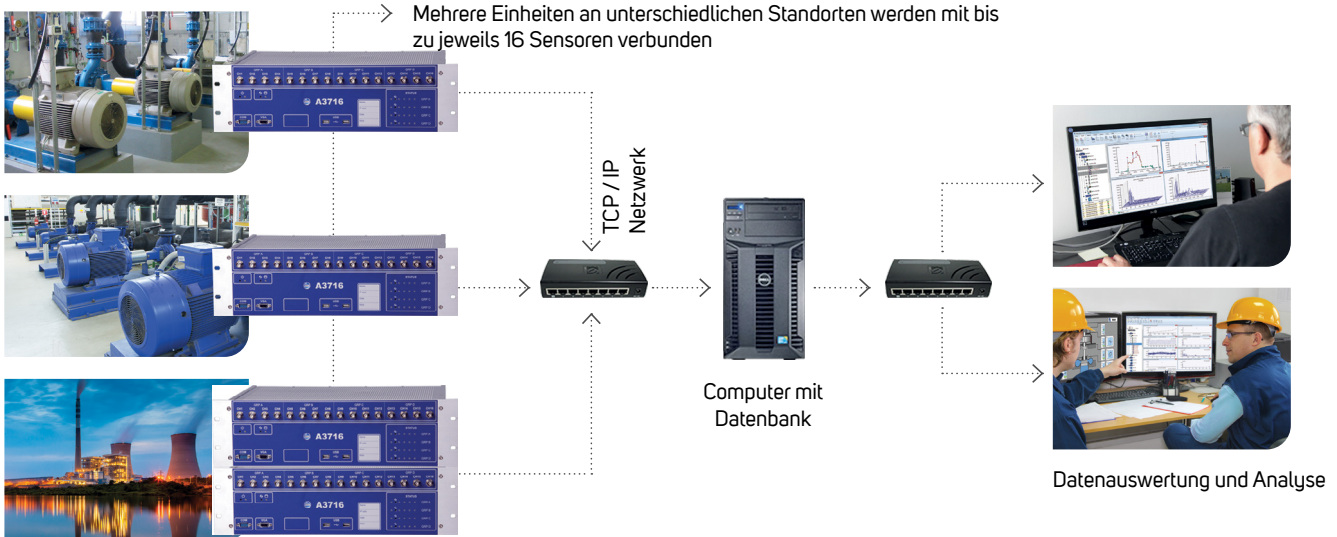 Mehrere Einheiten an unterschiedlichen Standorten werden mit bis
zu jeweils 16 Sensoren verbunden
A3716
A3716
A3716
A3716
TCP / IP
Netzwerk
Computer mit
Datenbank
Datenauswertung und Analyse